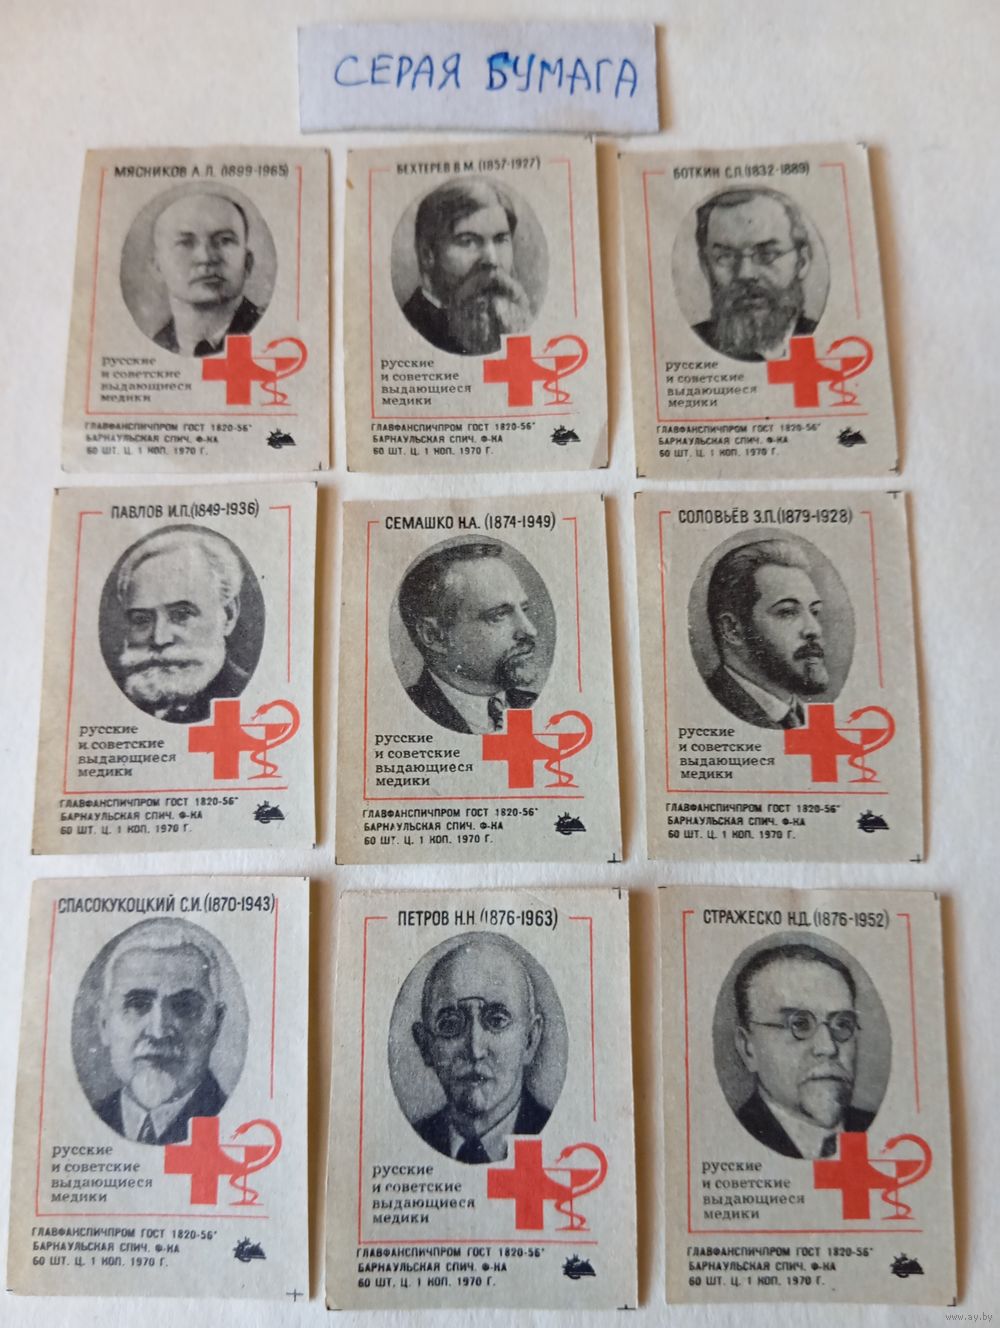 СЕРАЯ БУМАГА
МЯСНИКОВ А.Л. (1899-1965)
русские
и советские
выдающиеся
медики
ГЛАВФАНСПИЧПРОМ ГОСТ 1820-56*
БАРНАУЛЬСКАЯ СПИЧ. Ф-КА
60 ШТ. Ц. 1 КОП. 1970 Г.
БЕХТЕРЕВ В.М. (1857-1927)
русские
и советские
выдающиеся
медики
ГЛАВФАНСПИЧПРОМ ГОСТ 1820-56*
БАРНАУЛЬСКАЯ СПИЧ. Ф-КА
60 ШТ. Ц. 1 КОП. 1970 Г.
БОТКИН С.П. (1832-1889)
русские
и советские
выдающиеся
медики
ГЛАВФАНСПИЧПРОМ ГОСТ 1820-56*
БАРНАУЛЬСКАЯ СПИЧ. Ф-КА
60 ШТ. Ц. 1 КОП. 1970 Г.
ПАВЛОВ И.П. (1849-1936)
русские
и советские
выдающиеся
медики
ГЛАВФАНСПИЧПРОМ ГОСТ 1820-56*
БАРНАУЛЬСКАЯ СПИЧ. Ф-КА
60 ШТ. Ц. 1 КОП. 1970 Г.
СЕМАШКО Н.А. (1874-1949)
русские
и советские
выдающиеся
медики
ГЛАВФАНСПИЧПРОМ ГОСТ 1820-56*
БАРНАУЛЬСКАЯ СПИЧ. Ф-КА
60 ШТ. Ц. 1 КОП. 1970 Г.
СОЛОВЬЁВ З.П. (1879-1928)
русские
и советские
выдающиеся
медики
ГЛАВФАНСПИЧПРОМ ГОСТ 1820-56*
БАРНАУЛЬСКАЯ СПИЧ. Ф-КА
60 ШТ. Ц. 1 КОП. 1970 Г.
СПАСОКУКОЦКИЙ С.И. (1870-1943)
русские
и советские
выдающиеся
медики
ГЛАВФАНСПИЧПРОМ ГОСТ 1820-56*
БАРНАУЛЬСКАЯ СПИЧ. Ф-КА
60 ШТ. Ц. 1 КОП. 1970 Г.
ПЕТРОВ Н.Н (1876-1963)
русские
и советские
выдающиеся
медики
ГЛАВФАНСПИЧПРОМ ГОСТ 1820-56*
БАРНАУЛЬСКАЯ СПИЧ. Ф-КА
60 ШТ. Ц. 1 КОП. 1970 Г.
СТРАЖЕСКО Н.Д. (1876-1952)
русские
и советские
выдающиеся
медики
ГЛАВФАНСПИЧПРОМ ГОСТ 1820-56*
БАРНАУЛЬСКАЯ СПИЧ. Ф-КА
60 ШТ. Ц. 1 КОП. 1970 Г.
www.ay.by